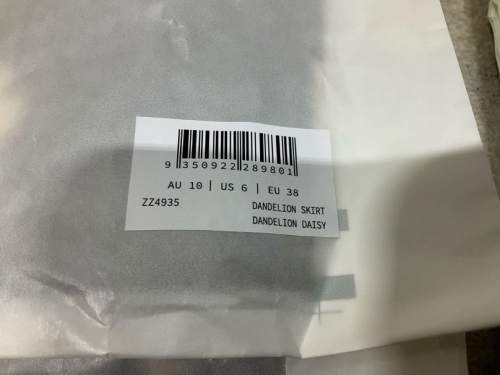 9 350922 289801
AU 10 | US 6 | EU 38
ZZ4935
DANDELION SKIRT
DANDELION DAISY